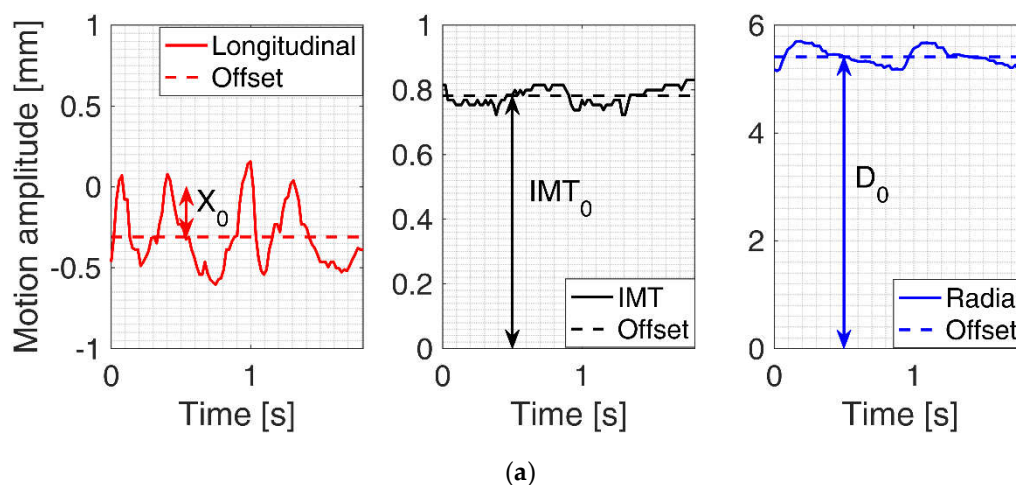 Motion amplitude [mm]
1
0.5
0
-0.5
-1
Longitudinal
Offset
X0
0
1
Time [s]
1
0.8
0.6
0.4
0.2
0
IMT0
IMT
Offset
0
1
Time [s]
6
4
2
0
D0
Radial
Offset
0
1
Time [s]
(a)